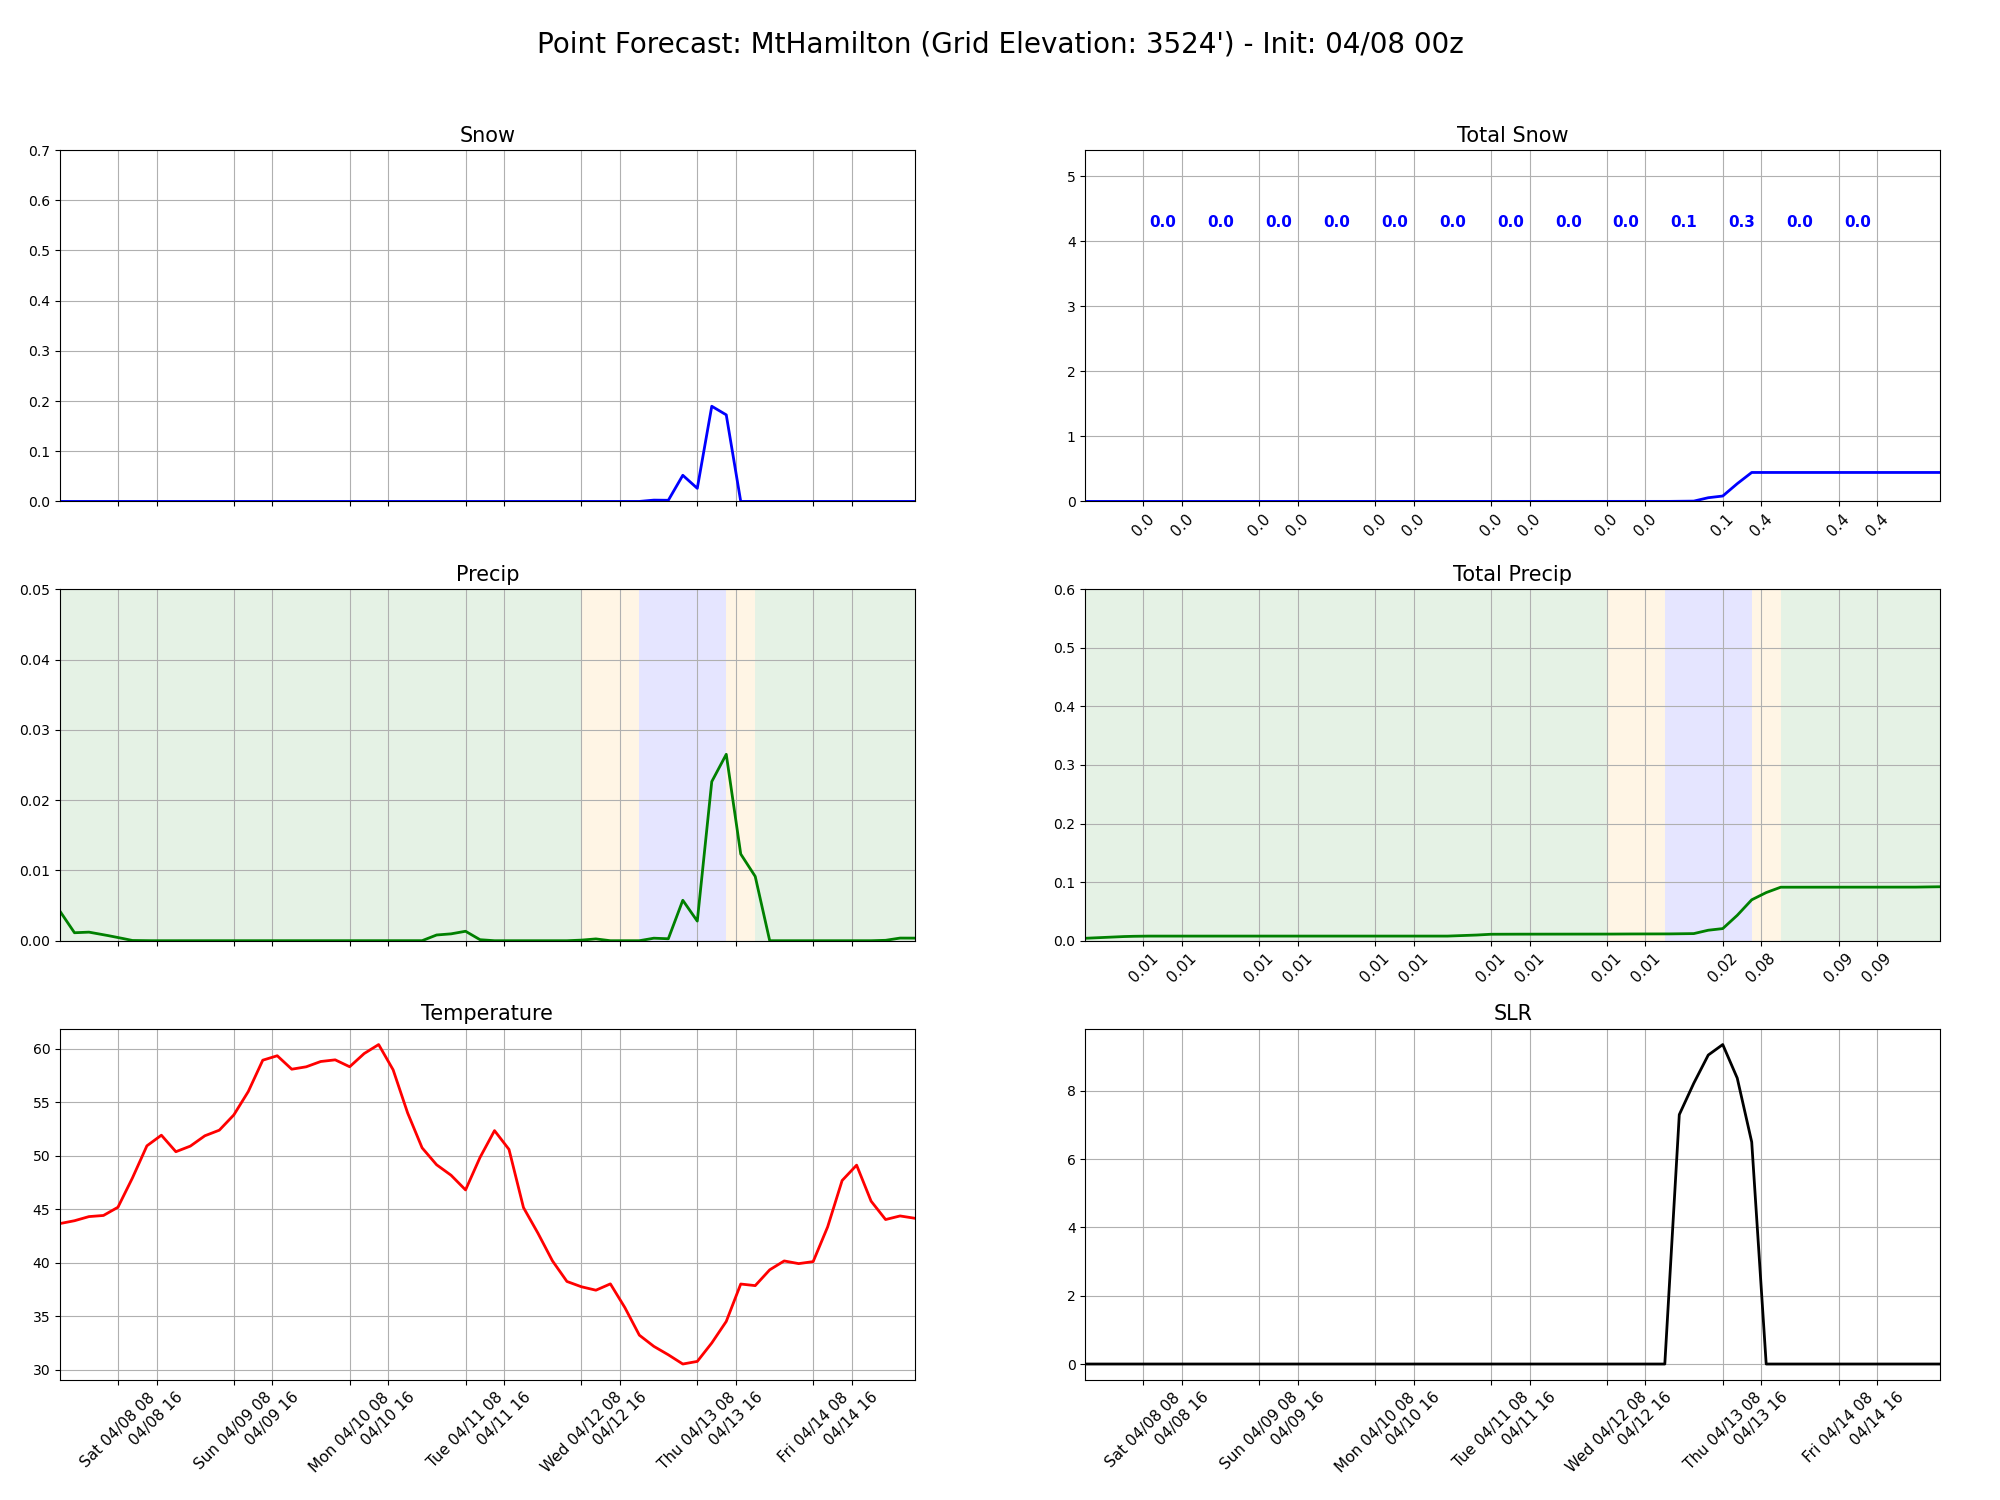 Point Forecast: MtHamilton (Grid Elevation: 3524') - Init: 04/08 00z
Snow
0.7
0.6
0.5
0.4
0.3
0.2
0.1
0.0
Total Snow
5
4
3
2
1
0
0.0 0.0 0.0 0.0 0.0 0.0 0.0 0.0 0.0 0.1 0.3 0.0 0.0
0.0 0.0 0.0 0.0 0.0 0.0 0.0 0.0 0.0 0.0 0.1 0.4 0.4 0.4
Precip
0.05
0.04
0.03
0.02
0.01
0.00
Total Precip
0.6
0.5
0.4
0.3
0.2
0.1
0.0
0.01 0.01 0.01 0.01 0.01 0.01 0.01 0.01 0.01 0.01 0.02 0.08 0.09 0.09
Temperature
60
55
50
45
40
35
30
Sat 04/08 08
04/08 16
Sun 04/09 08
04/09 16
Mon 04/10 08
04/10 16
Tue 04/11 08
04/11 16
Wed 04/12 08
04/12 16
Thu 04/13 08
04/13 16
Fri 04/14 08
04/14 16
SLR
8
6
4
2
0
Sat 04/08 08
04/08 16
Sun 04/09 08
04/09 16
Mon 04/10 08
04/10 16
Tue 04/11 08
04/11 16
Wed 04/12 08
04/12 16
Thu 04/13 08
04/13 16
Fri 04/14 08
04/14 16